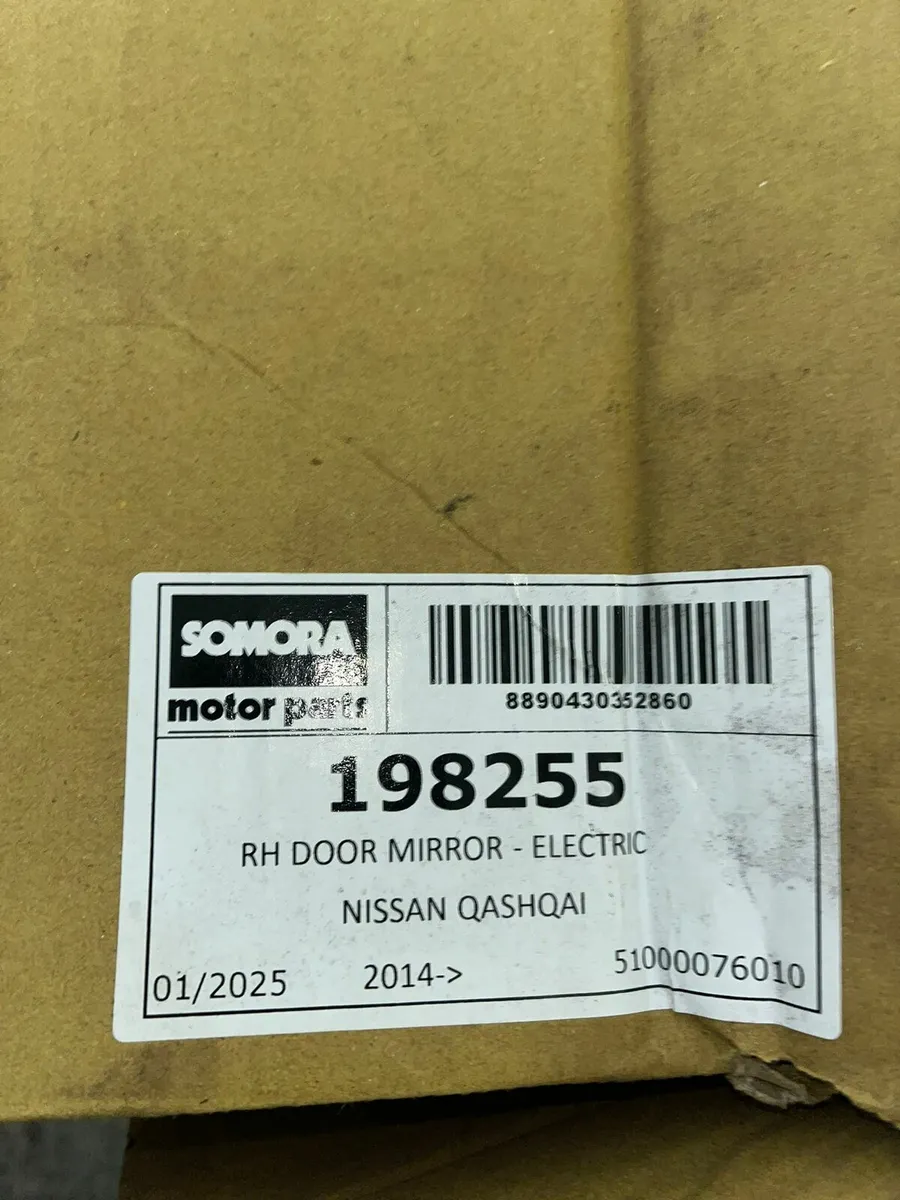 SOMORA
motor parts
8890430352860
198255
RH DOOR MIRROR - ELECTRIC
NISSAN QASHQAI
01/2025 2014-> 51000076010